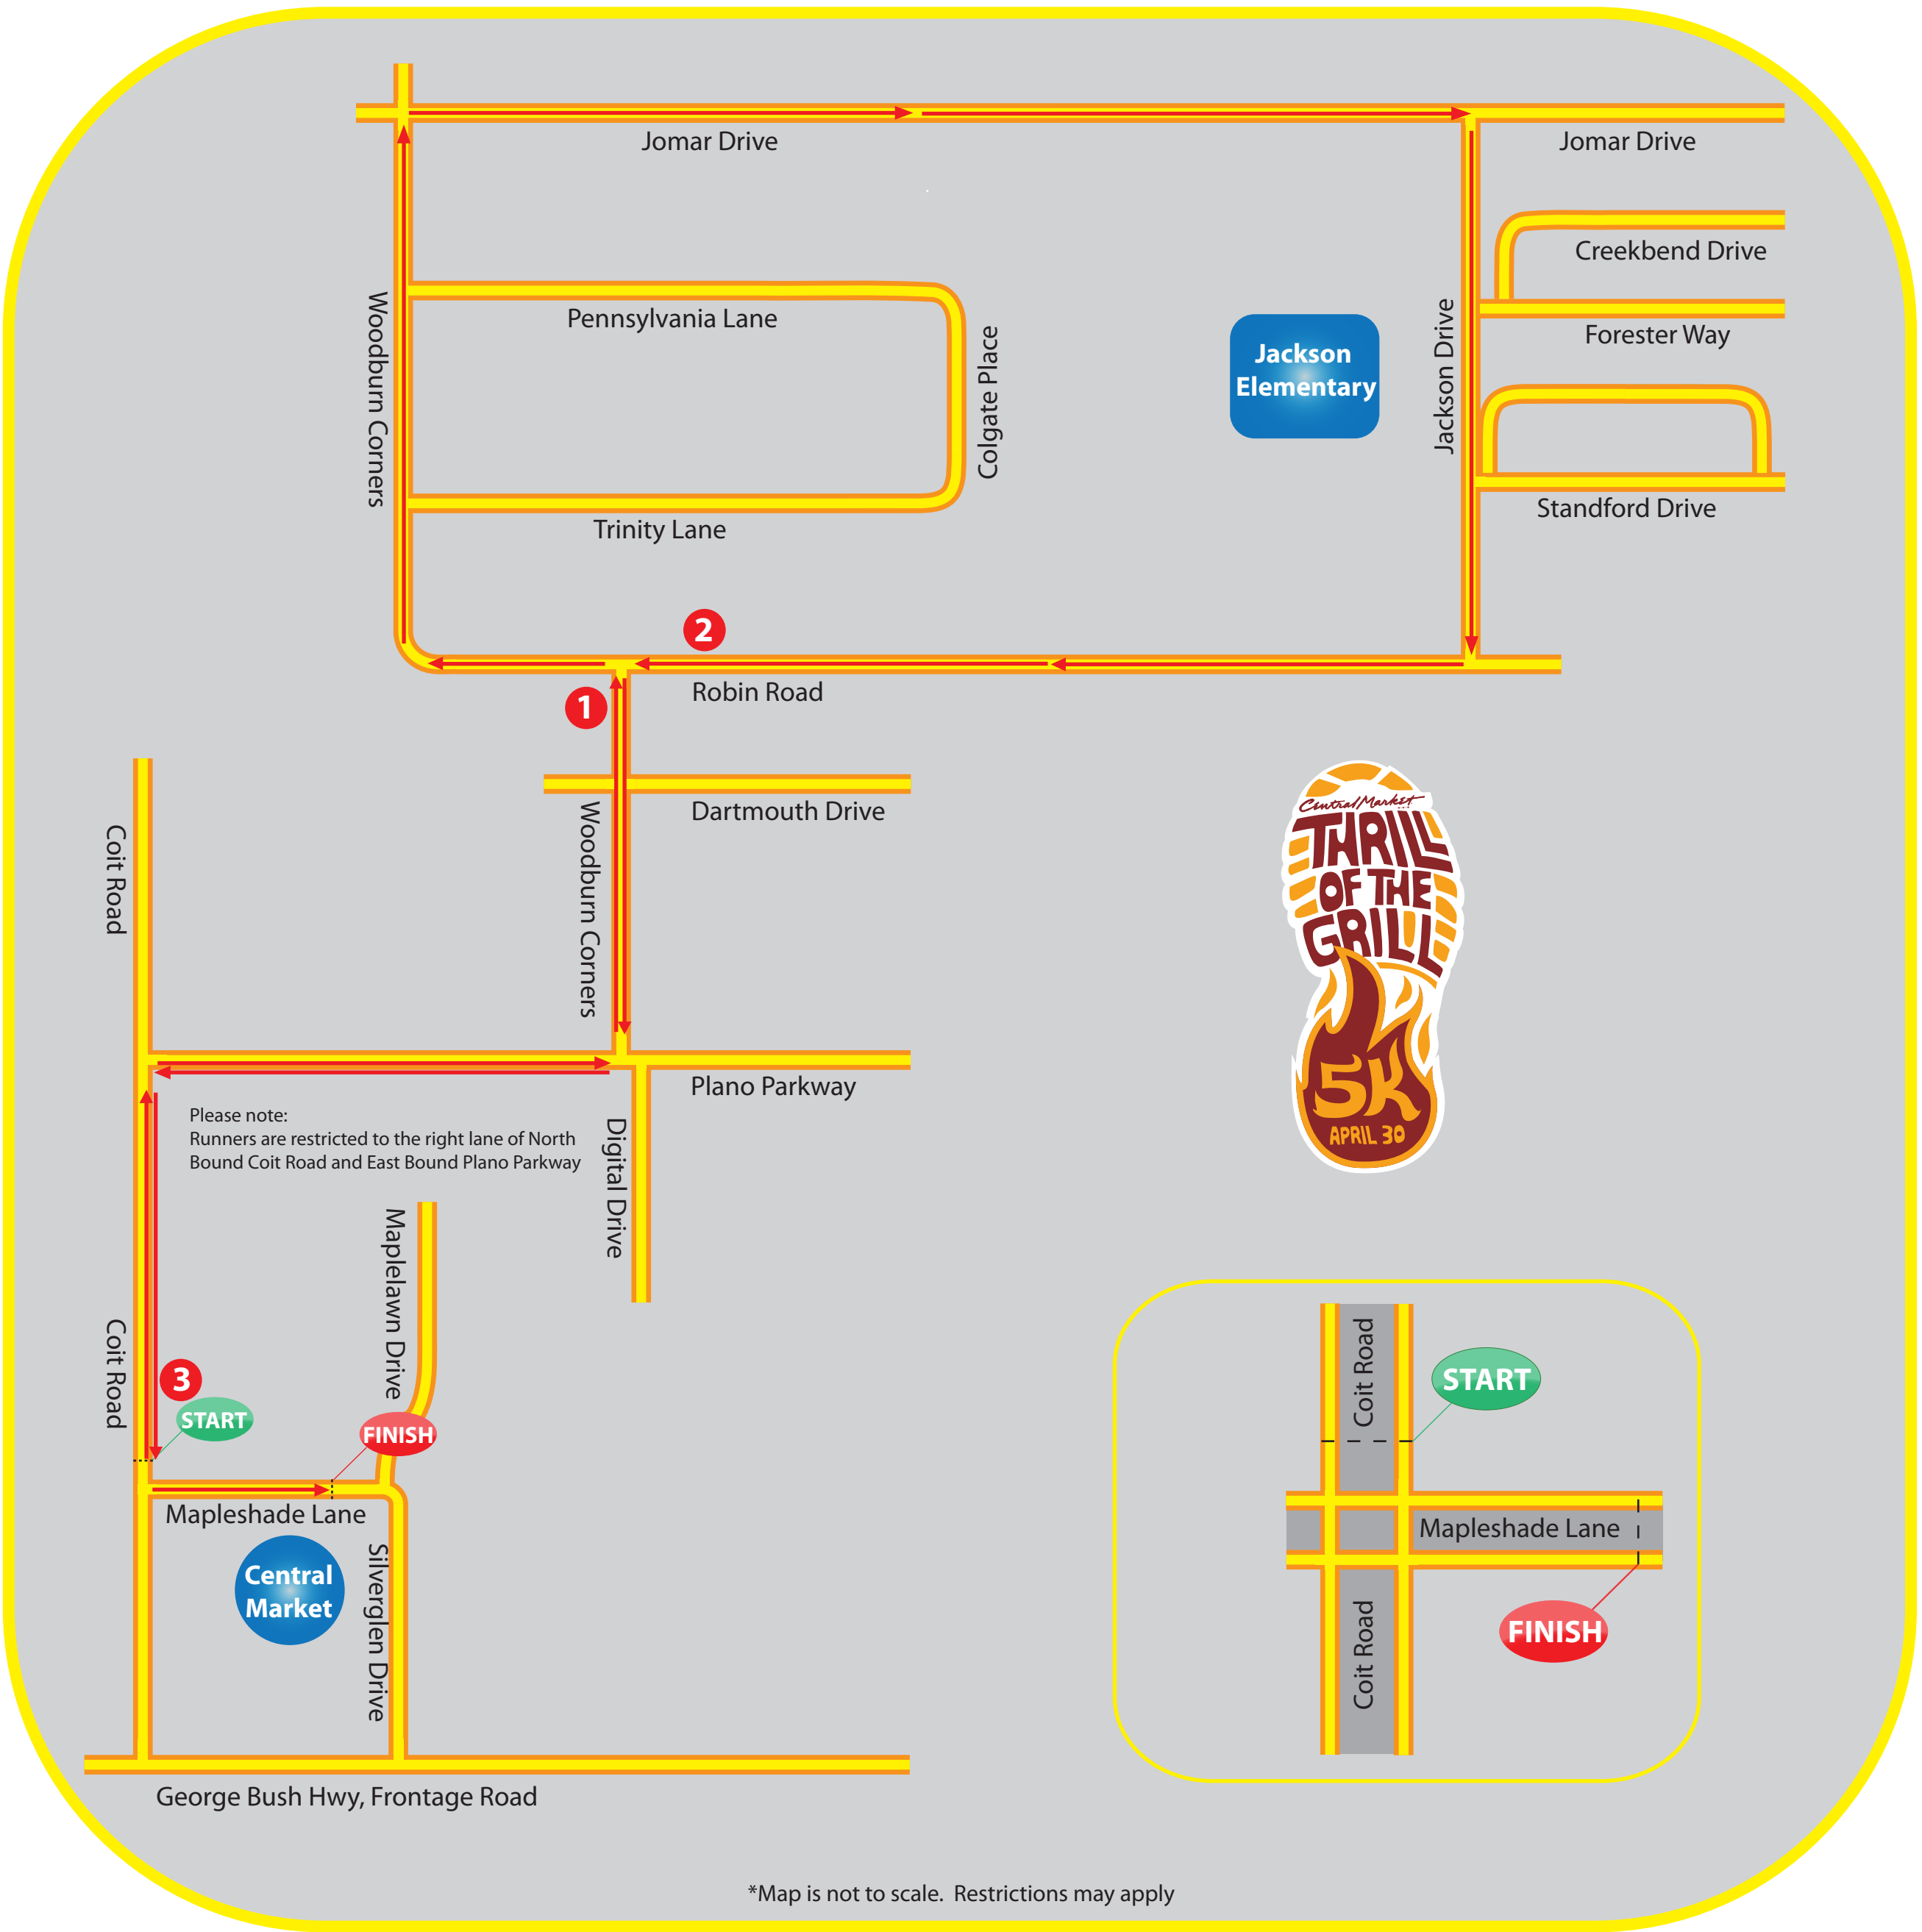 Jomar Drive
Jomar Drive
Creekbend Drive
Forester Way
Standford Drive
Jackson Drive
Jackson
Elementary
Pennsylvania Lane
Colgate Place
Trinity Lane
Woodburn Corners
2
Robin Road
1
Dartmouth Drive
Woodburn Corners
Coit Road
Central Market
THRILL
OF THE
GRILL
5K
APRIL 30
Plano Parkway
Please note:
Runners are restricted to the right lane of North
Bound Coit Road and East Bound Plano Parkway
Digital Drive
Maplelawn Drive
Coit Road
3
START
FINISH
Mapleshade Lane
Central
Market
Silverglen Drive
George Bush Hwy, Frontage Road
Coit Road
START
Mapleshade Lane
Coit Road
FINISH
*Map is not to scale.  Restrictions may apply